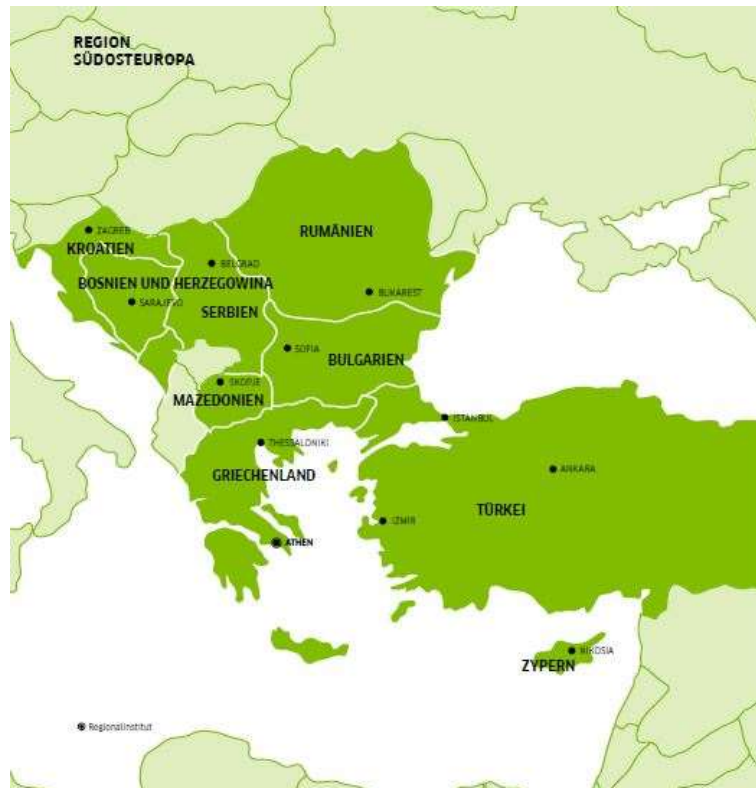 REGION
SÜDOSTEUROPA
RUMÄNIEN
ZAGREB
KROATIEN
BELGRAD
BOSNIEN UND HERZEGOWINA
BUKAREST
SARAJEVO
SERBIEN
SOFIA
BULGARIEN
SKOPJE
MAZEDONIEN
ISTANBUL
THESSALONIKI
ANKARA
GRIECHENLAND
TÜRKEI
IZMIR
ATHEN
NIKOSIA
ZYPERN
Regionalinstitut